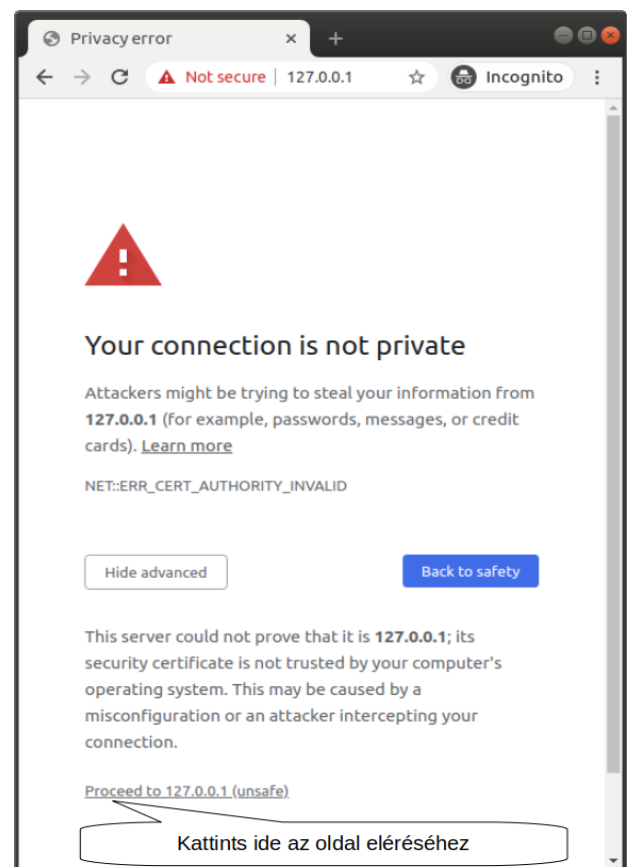 Privacy error
Not secure 127.0.0.1 Incognito
Your connection is not private
Attackers might be trying to steal your information from
127.0.0.1 (for example, passwords, messages, or credit
cards). Learn more
NET::ERR_CERT_AUTHORITY_INVALID
Hide advanced Back to safety
This server could not prove that it is 127.0.0.1; its
security certificate is not trusted by your computer's
operating system. This may be caused by a
misconfiguration or an attacker intercepting your
connection.
Proceed to 127.0.0.1 (unsafe)
Kattints ide az oldal eléréséhez